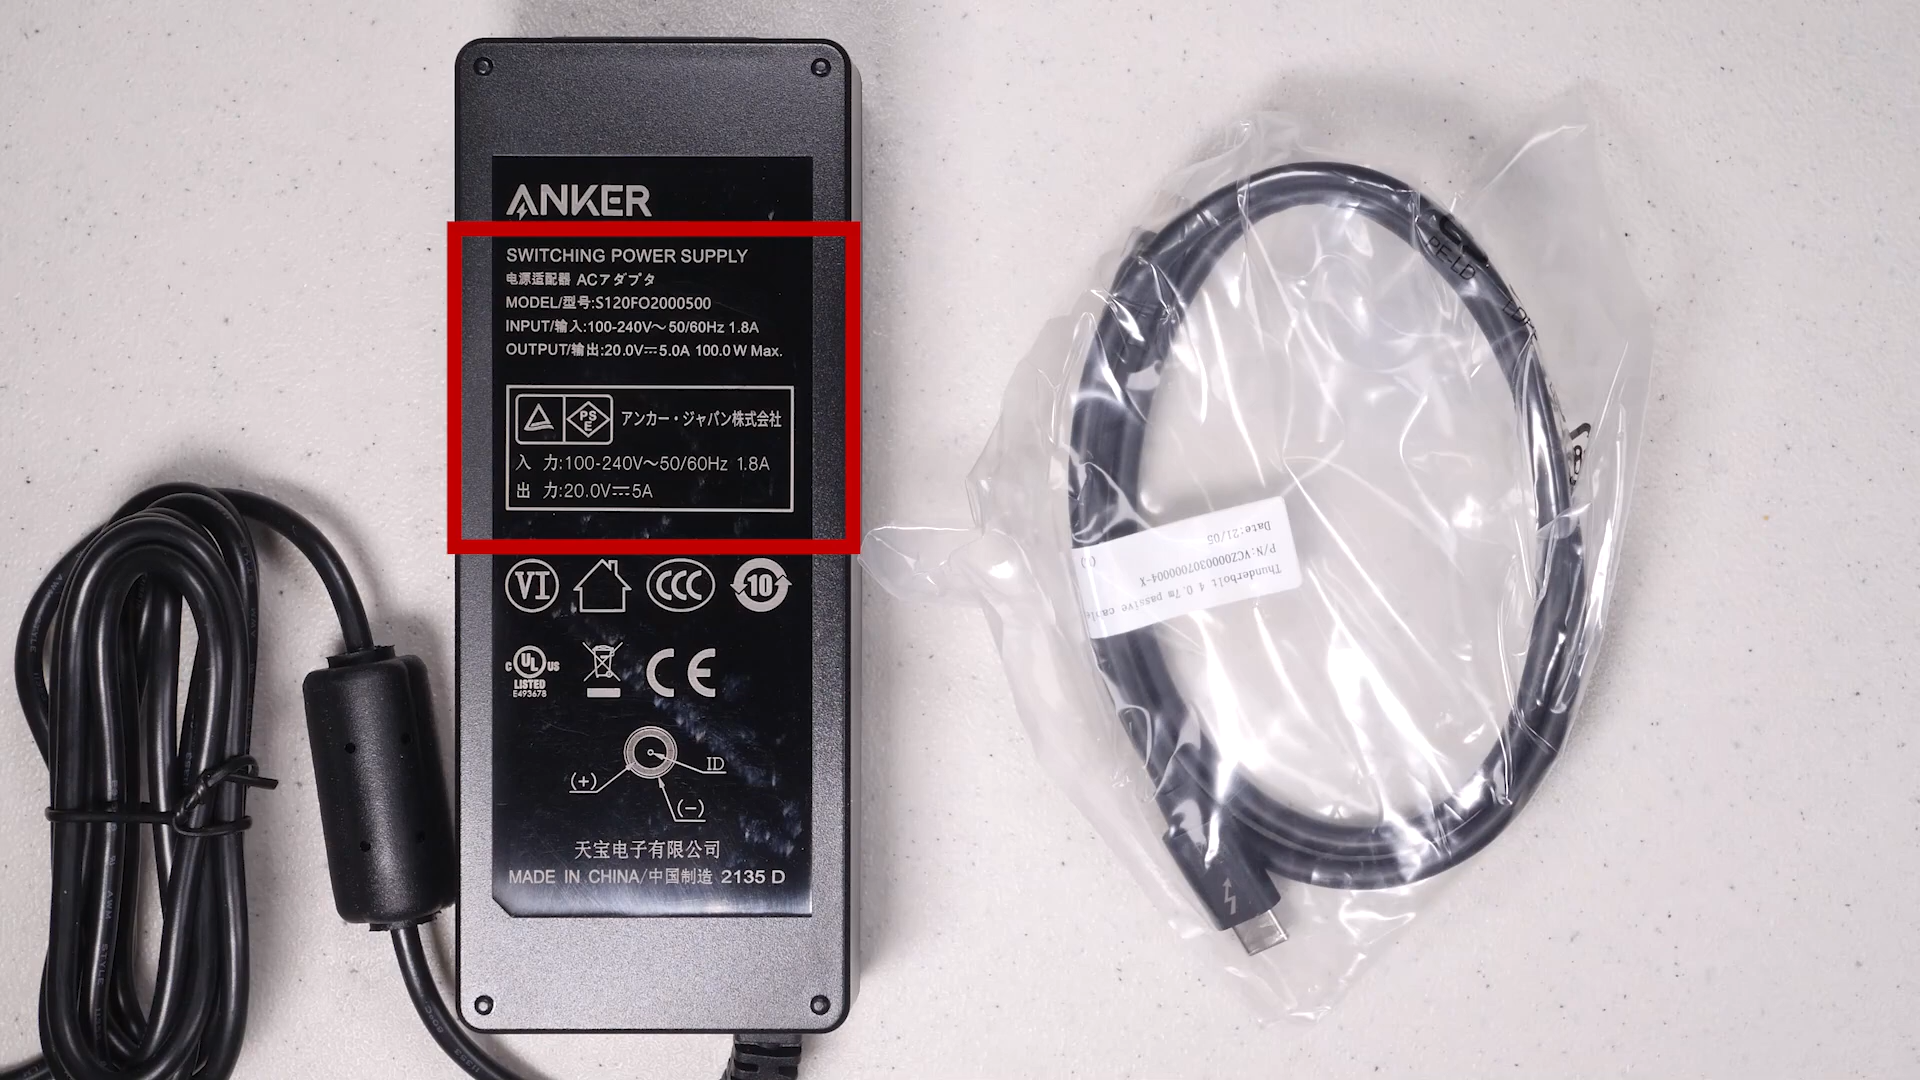 ANKER
SWITCHING POWER SUPPLY
电源适配器 ACアダプタ
MODEL/型号:S120FO2000500
INPUT/输入:100-240V～50/60Hz 1.8A
OUTPUT/输出:20.0V⎓5.0A 100.0 W Max.
PS
E
アンカー・ジャパン株式会社
入 力:100-240V～50/60Hz 1.8A
出 力:20.0V⎓5A
VI
CCC
10
C UL US
LISTED
E493678
CE
ID
(+)
(-)
天宝电子有限公司
MADE IN CHINA/中国制造 2135 D
Thunderbolt 4 0.7m passive cable
P/N:VCZ0000307000004-X
Date:21/05